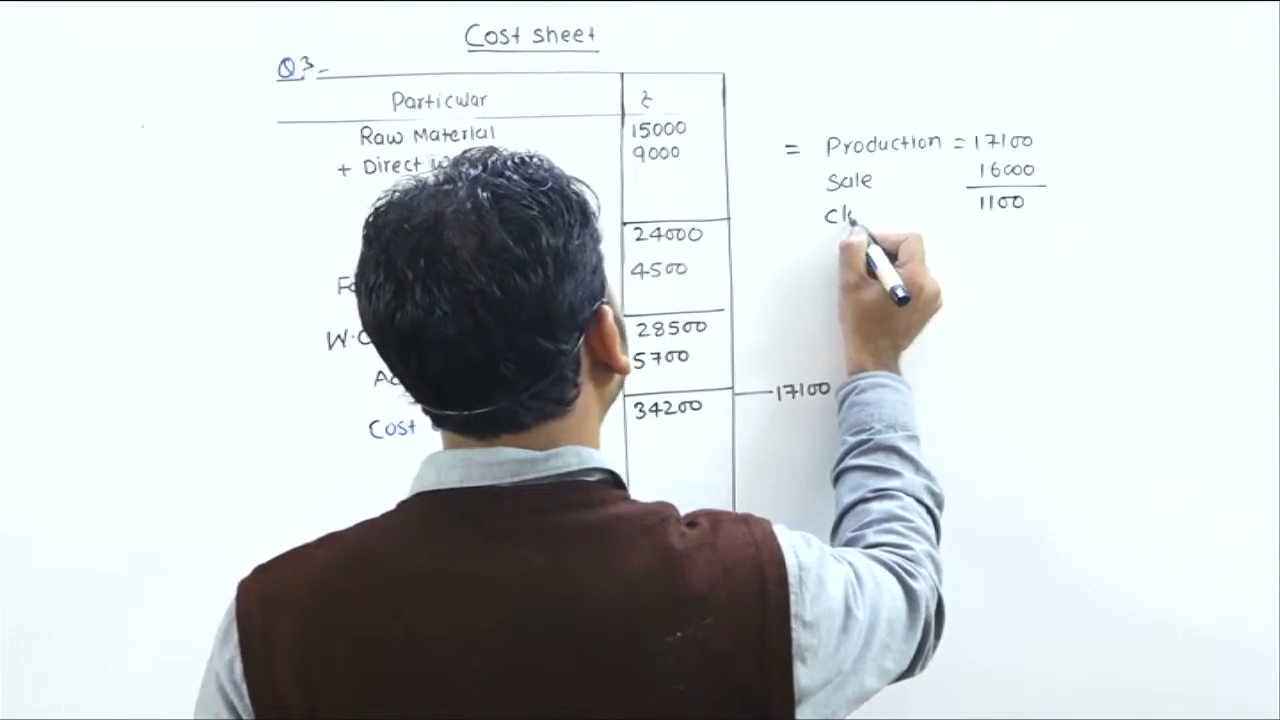 Cost sheet
Q3-
Particular ₹
Raw Material 15000
+ Direct 9000
24000
4500
28500
5700
34200
Cost
17100
= Production = 17100
Sale 16000
1100